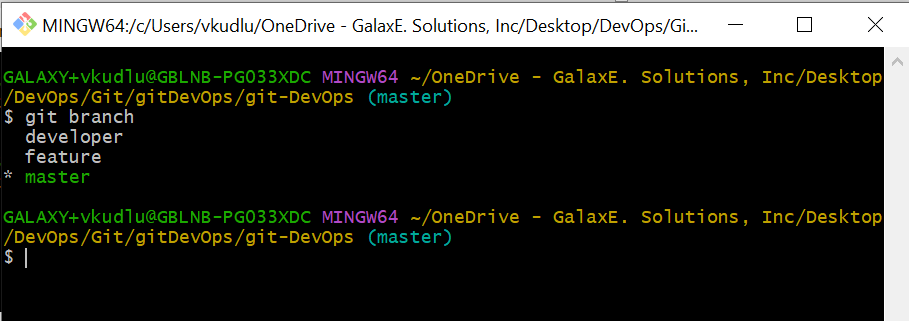 MINGW64:/c/Users/vkudlu/OneDrive - GalaxE. Solutions, Inc/Desktop/DevOps/Gi...
GALAXY+vkudlu@GBLNB-PG033XDC MINGW64 ~/OneDrive - GalaxE. Solutions, Inc/Desktop
/DevOps/Git/gitDevOps/git-DevOps (master)
$ git branch
  developer
  feature
* master
GALAXY+vkudlu@GBLNB-PG033XDC MINGW64 ~/OneDrive - GalaxE. Solutions, Inc/Desktop
/DevOps/Git/gitDevOps/git-DevOps (master)
$